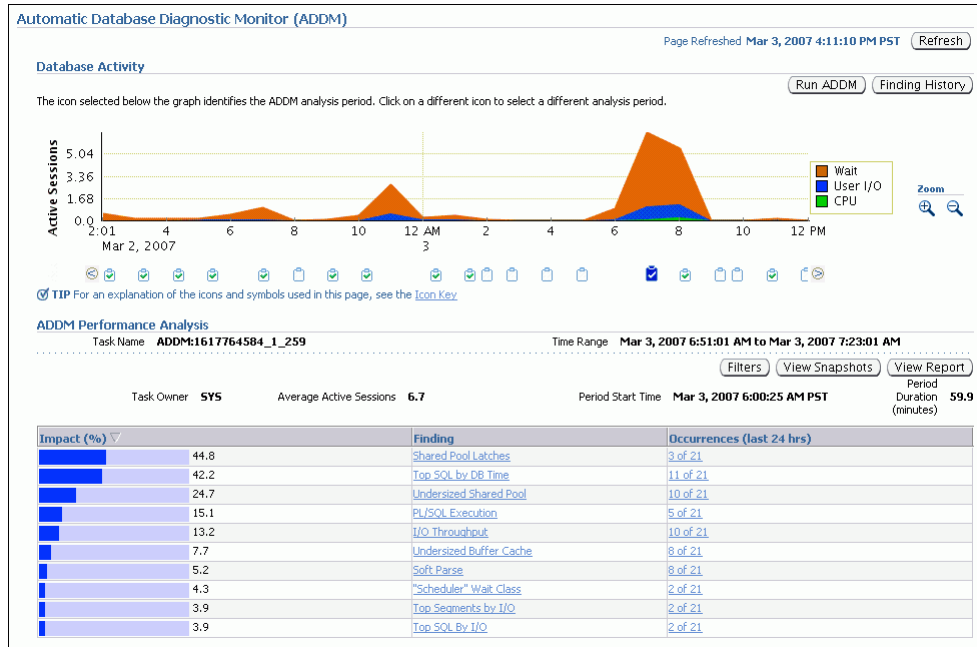 Automatic Database Diagnostic Monitor (ADDM)
Page Refreshed Mar 3, 2007 4:11:10 PM PST Refresh
Database Activity
Run ADDM Finding History
The icon selected below the graph identifies the ADDM analysis period. Click on a different icon to select a different analysis period.
Active Sessions
5.04
3.36
1.68
0.0
2:01 4 6 8 10 12 AM 2 4 6 8 10 12 PM
Mar 2, 2007 3
Wait
User I/O
CPU
Zoom
TIP For an explanation of the icons and symbols used in this page, see the Icon Key
ADDM Performance Analysis
Task Name ADDM:1617764584_1_259 Time Range Mar 3, 2007 6:51:01 AM to Mar 3, 2007 7:23:01 AM
Filters View Snapshots View Report
Task Owner SYS Average Active Sessions 6.7 Period Start Time Mar 3, 2007 6:00:25 AM PST Period Duration (minutes) 59.9
Impact (%) Finding Occurrences (last 24 hrs)
44.8 Shared Pool Latches 3 of 21
42.2 Top SQL by DB Time 11 of 21
24.7 Undersized Shared Pool 10 of 21
15.1 PL/SQL Execution 5 of 21
13.2 I/O Throughput 10 of 21
7.7 Undersized Buffer Cache 8 of 21
5.2 Soft Parse 8 of 21
4.3 "Scheduler" Wait Class 2 of 21
3.9 Top Segments by I/O 2 of 21
3.9 Top SQL By I/O 2 of 21